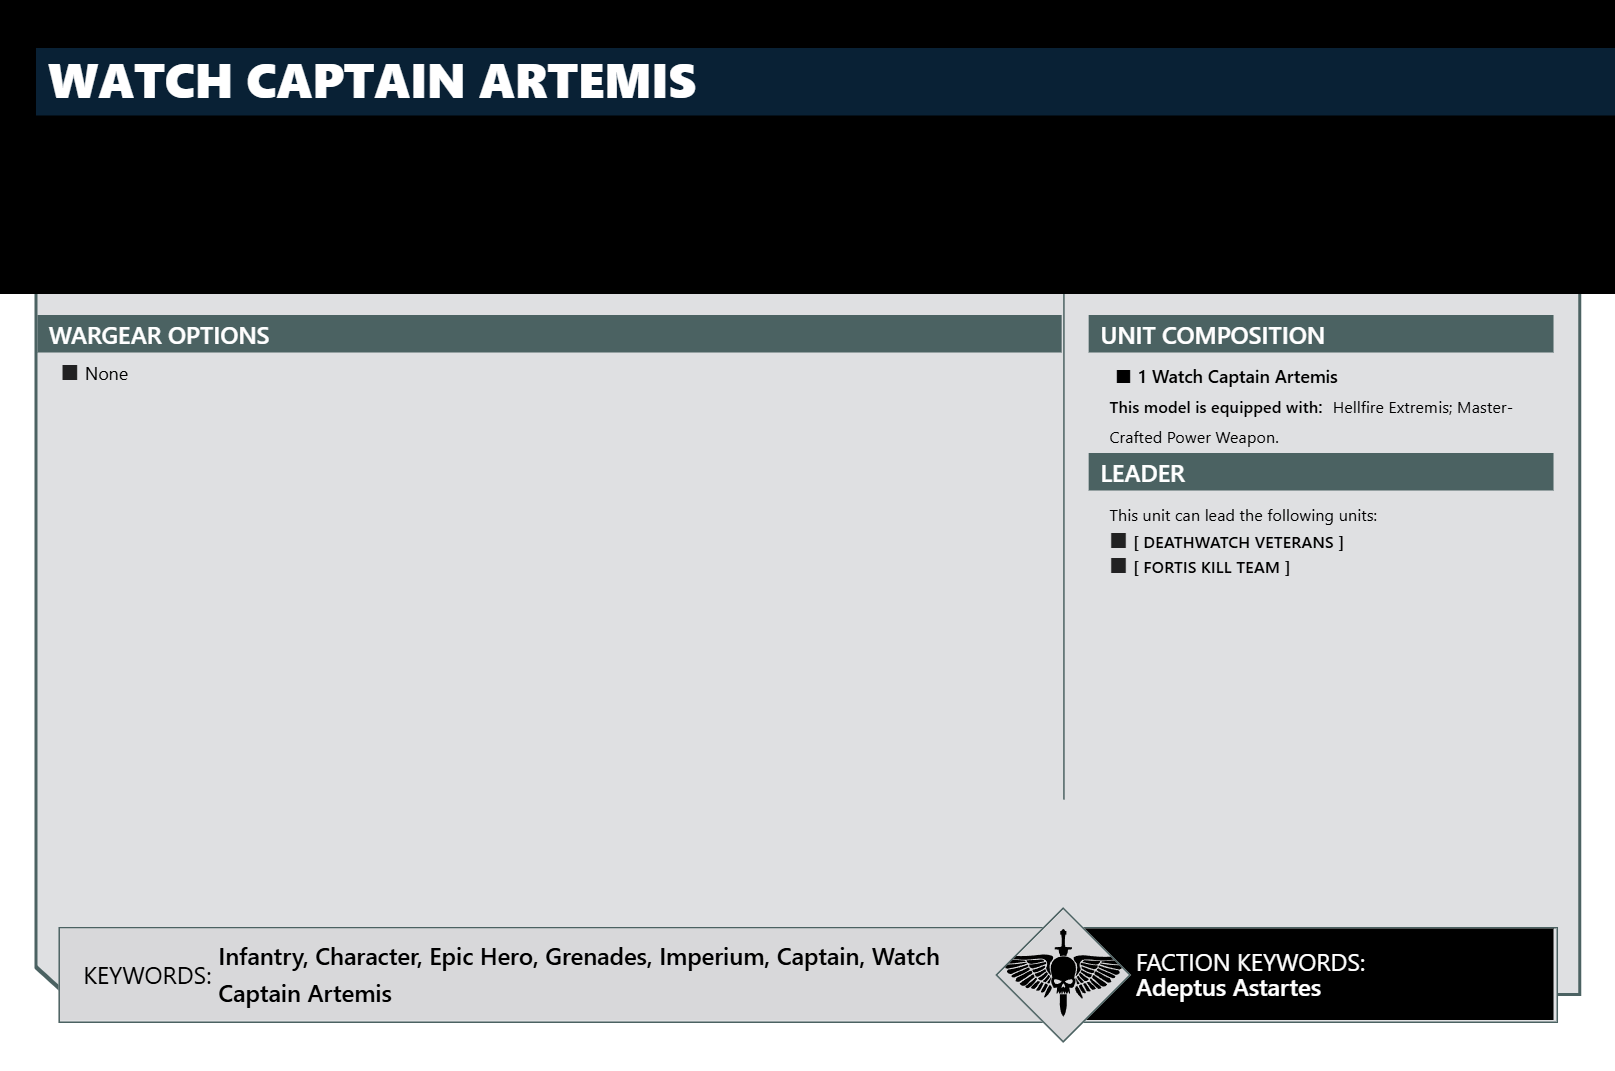 WATCH CAPTAIN ARTEMIS
WARGEAR OPTIONS
None
UNIT COMPOSITION
1 Watch Captain Artemis
This model is equipped with: Hellfire Extremis; Master-
Crafted Power Weapon.
LEADER
This unit can lead the following units:
[ DEATHWATCH VETERANS ]
[ FORTIS KILL TEAM ]
KEYWORDS:
Infantry, Character, Epic Hero, Grenades, Imperium, Captain, Watch
Captain Artemis
FACTION KEYWORDS:
Adeptus Astartes